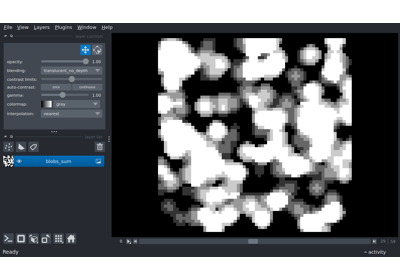 File View Layers Plugins Window Help
opacity: 1.00
blending: translucent_no_depth
contrast limits:
auto-contrast: once continuous
gamma: 1.00
colormap: gray
interpolation: nearest
blobs_sum
Ready
activity